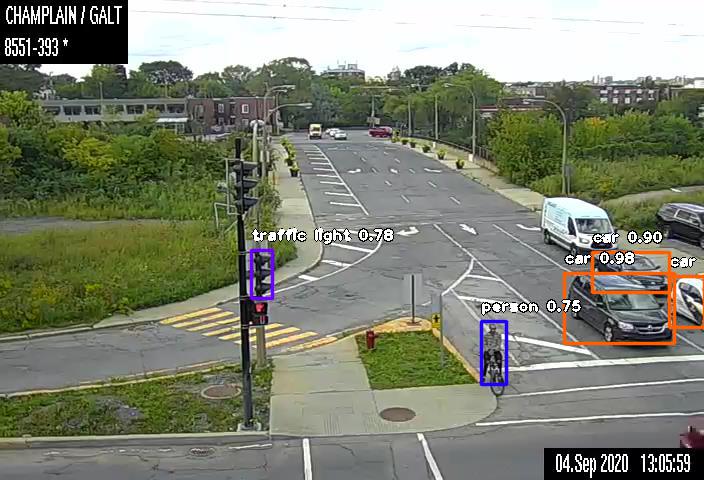 CHAMPLAIN / GALT
8551-393 *
traffic light 0.78
car 0.90
car 0.98
car
person 0.75
04.Sep 2020 13:05:59